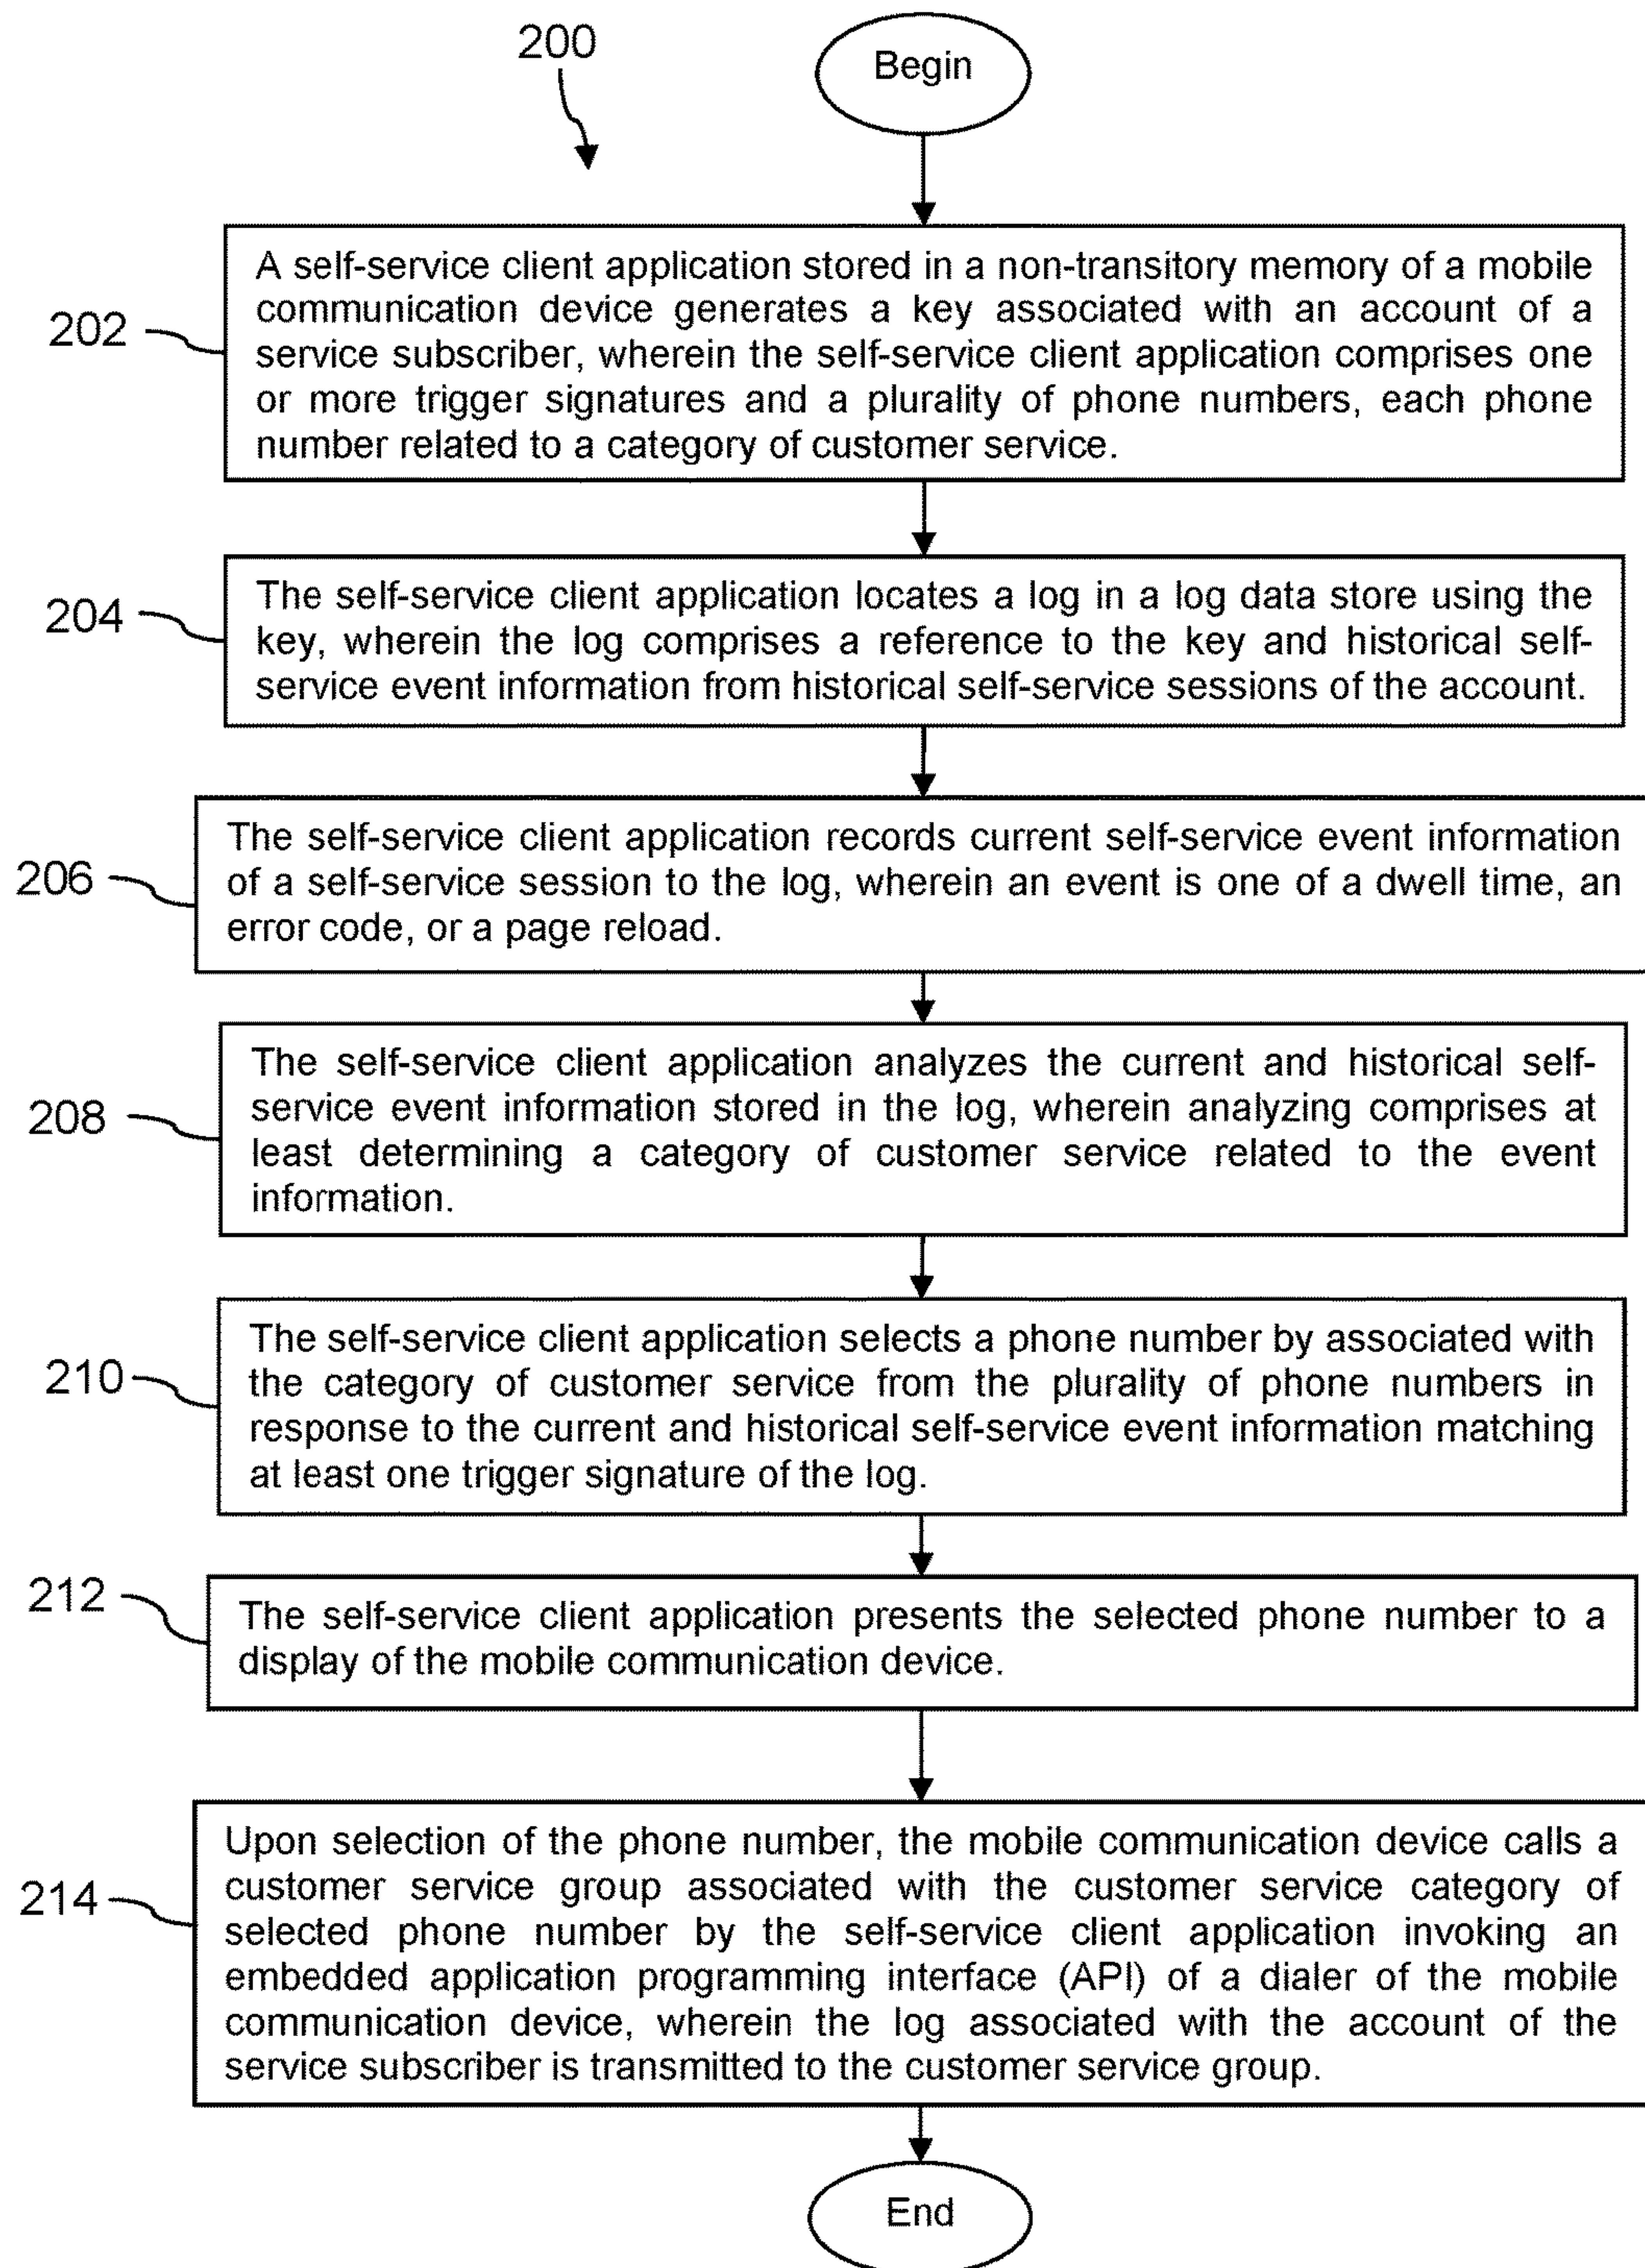 200
Begin
202
A self-service client application stored in a non-transitory memory of a mobile
communication device generates a key associated with an account of a
service subscriber, wherein the self-service client application comprises one
or more trigger signatures and a plurality of phone numbers, each phone
number related to a category of customer service.
204
The self-service client application locates a log in a log data store using the
key, wherein the log comprises a reference to the key and historical self-
service event information from historical self-service sessions of the account.
206
The self-service client application records current self-service event information
of a self-service session to the log, wherein an event is one of a dwell time, an
error code, or a page reload.
208
The self-service client application analyzes the current and historical self-
service event information stored in the log, wherein analyzing comprises at
least determining a category of customer service related to the event
information.
210
The self-service client application selects a phone number by associated with
the category of customer service from the plurality of phone numbers in
response to the current and historical self-service event information matching
at least one trigger signature of the log.
212
The self-service client application presents the selected phone number to a
display of the mobile communication device.
214
Upon selection of the phone number, the mobile communication device calls a
customer service group associated with the customer service category of
selected phone number by the self-service client application invoking an
embedded application programming interface (API) of a dialer of the mobile
communication device, wherein the log associated with the account of the
service subscriber is transmitted to the customer service group.
End